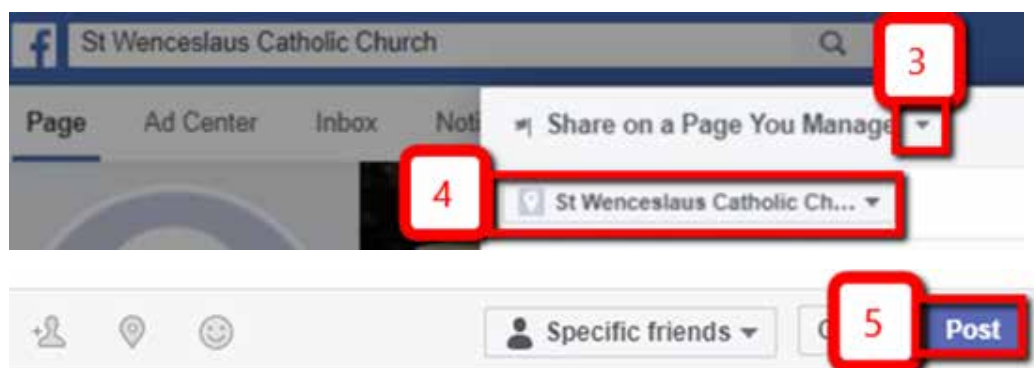 f St Wenceslaus Catholic Church
3
Page Ad Center Inbox Noti
Share on a Page You Manage
4
St Wenceslaus Catholic Ch...
Specific friends
5
Post